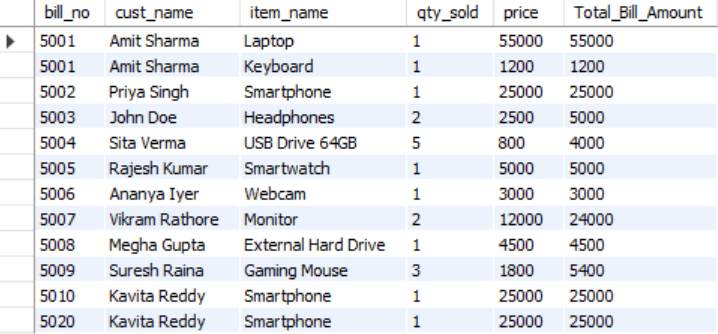 bill_no cust_name item_name qty_sold price Total_Bill_Amount
5001 Amit Sharma Laptop 1 55000 55000
5001 Amit Sharma Keyboard 1 1200 1200
5002 Priya Singh Smartphone 1 25000 25000
5003 John Doe Headphones 2 2500 5000
5004 Sita Verma USB Drive 64GB 5 800 4000
5005 Rajesh Kumar Smartwatch 1 5000 5000
5006 Ananya Iyer Webcam 1 3000 3000
5007 Vikram Rathore Monitor 2 12000 24000
5008 Megha Gupta External Hard Drive 1 4500 4500
5009 Suresh Raina Gaming Mouse 3 1800 5400
5010 Kavita Reddy Smartphone 1 25000 25000
5020 Kavita Reddy Smartphone 1 25000 25000